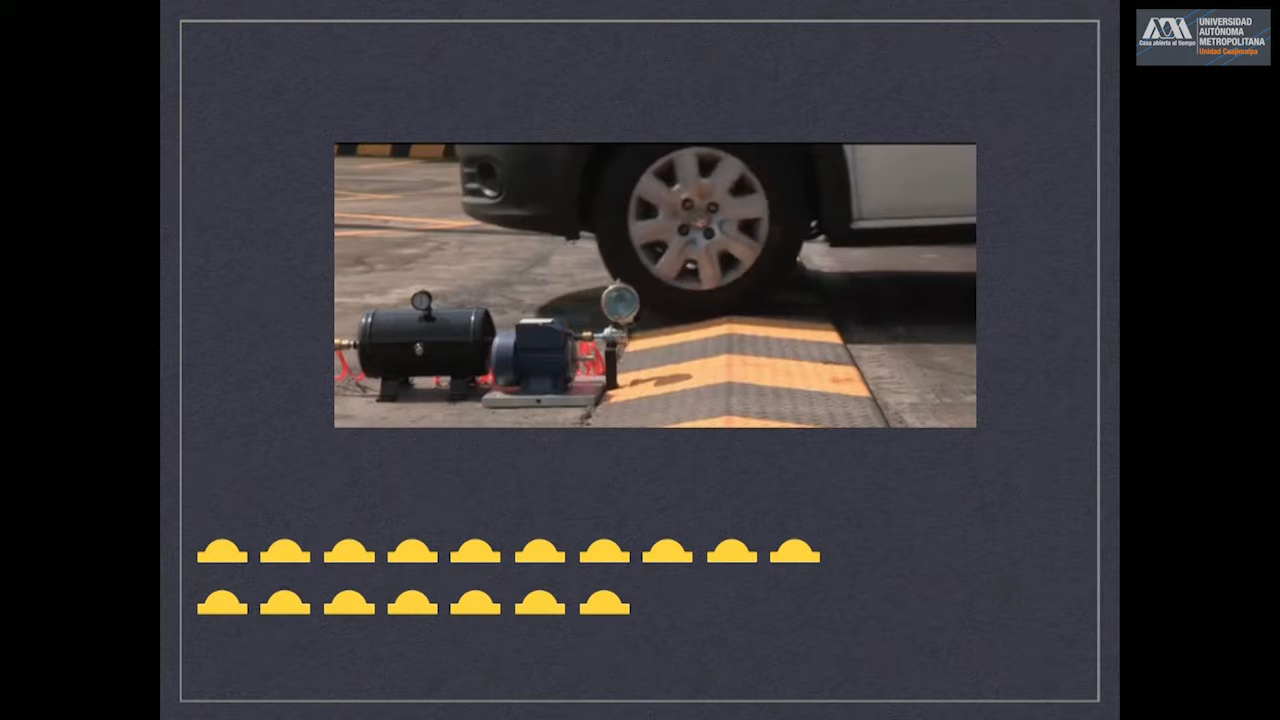 UNIVERSIDAD
AUTÓNOMA
METROPOLITANA
Casa abierta al tiempo
Unidad Cuajimalpa